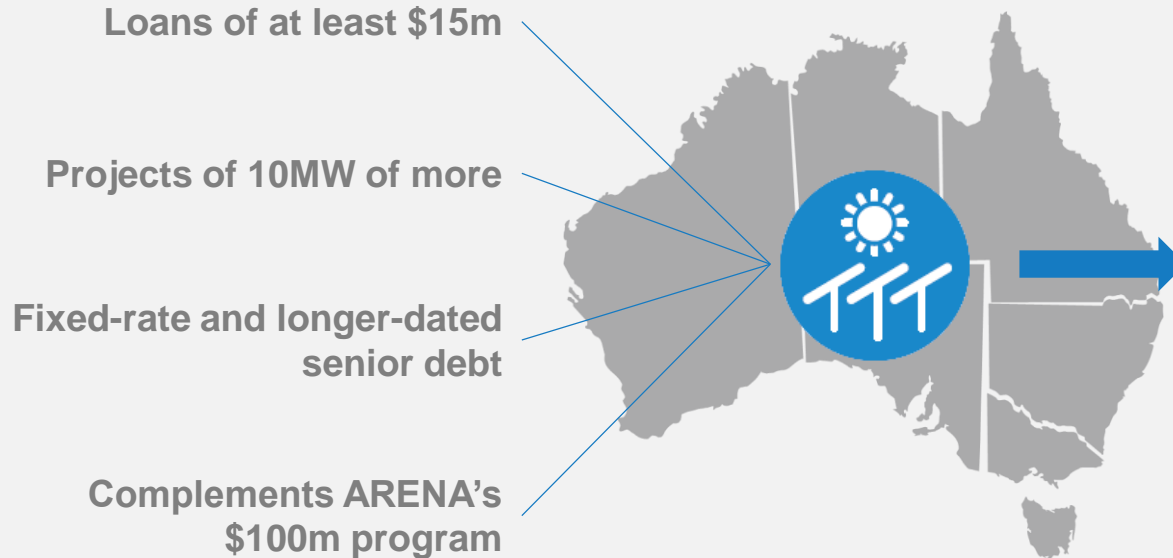 Loans of at least $15m
Projects of 10MW of more
Fixed-rate and longer-dated
senior debt
Complements ARENA’s
$100m program